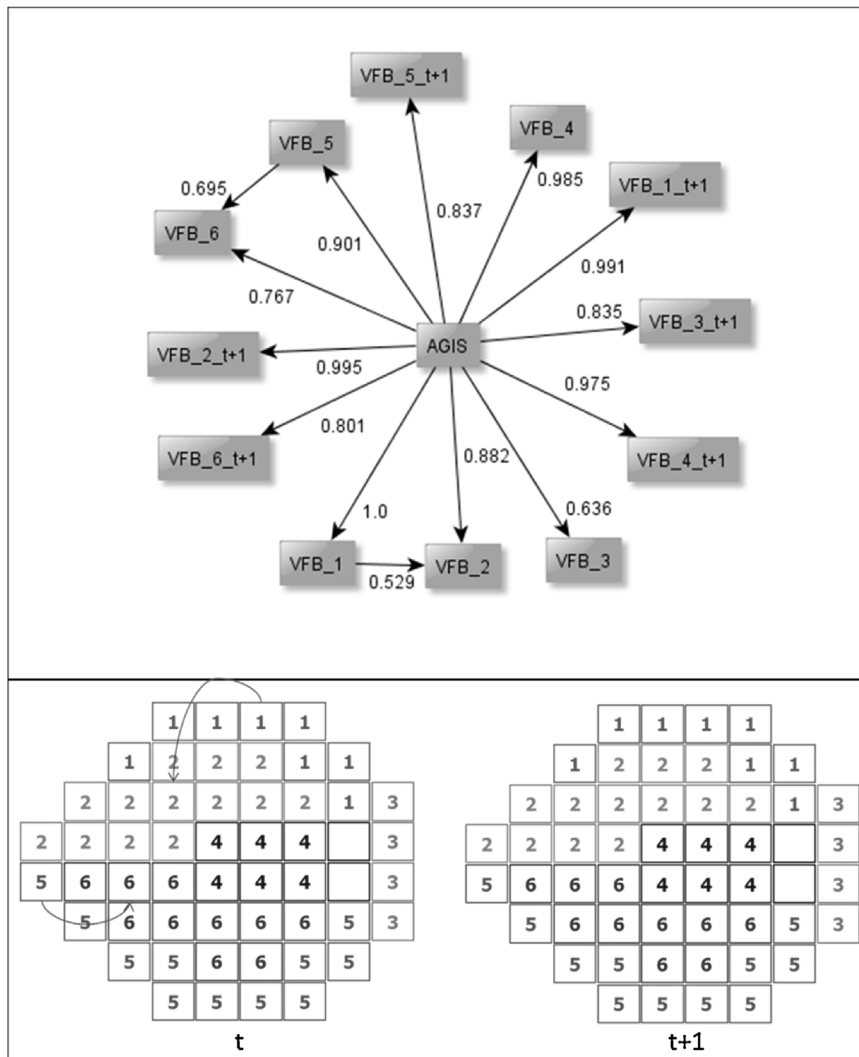 VFB_5_t+1
VFB_4
VFB_5
VFB_1_t+1
0.695
0.985
VFB_6
0.837
0.901
0.991
0.767
0.835
VFB_3_t+1
VFB_2_t+1
AGIS
0.995
0.975
0.801
VFB_6_t+1
0.882
VFB_4_t+1
1.0
0.636
VFB_1
VFB_2
VFB_3
0.529
1 1 1 1
1 2 2 2 1 1
2 2 2 2 2 2 1 3
2 2 2 2 4 4 4 3
5 6 6 6 4 4 4 3
5 6 6 6 6 6 5 3
5 5 6 6 5 5
5 5 5 5
t
1 1 1 1
1 2 2 2 1 1
2 2 2 2 2 2 1 3
2 2 2 2 4 4 4 3
5 6 6 6 4 4 4 3
5 6 6 6 6 6 5 3
5 5 6 6 5 5
5 5 5 5
t+1